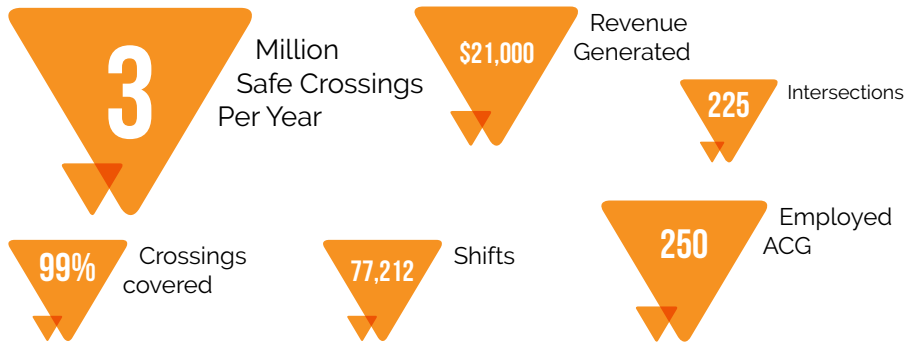 3
Million
Safe Crossings
Per Year
$21,000
Revenue
Generated
225
Intersections
99%
Crossings
covered
77,212
Shifts
250
Employed
ACG